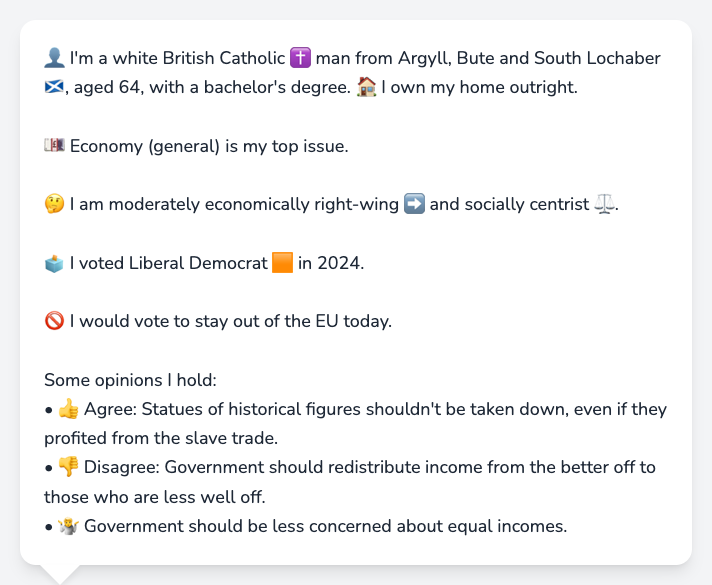 👤 I'm a white British Catholic ✝️ man from Argyll, Bute and South Lochaber
🏴󠁧󠁢󠁳󠁣󠁴󠁿, aged 64, with a bachelor's degree. 🏠 I own my home outright.
💷 Economy (general) is my top issue.
🤔 I am moderately economically right-wing ➡️ and socially centrist ⚖️.
🗳️ I voted Liberal Democrat 🟧 in 2024.
🚫 I would vote to stay out of the EU today.
Some opinions I hold:
• 👍 Agree: Statues of historical figures shouldn't be taken down, even if they
profited from the slave trade.
• 👎 Disagree: Government should redistribute income from the better off to
those who are less well off.
• 🤷 Government should be less concerned about equal incomes.